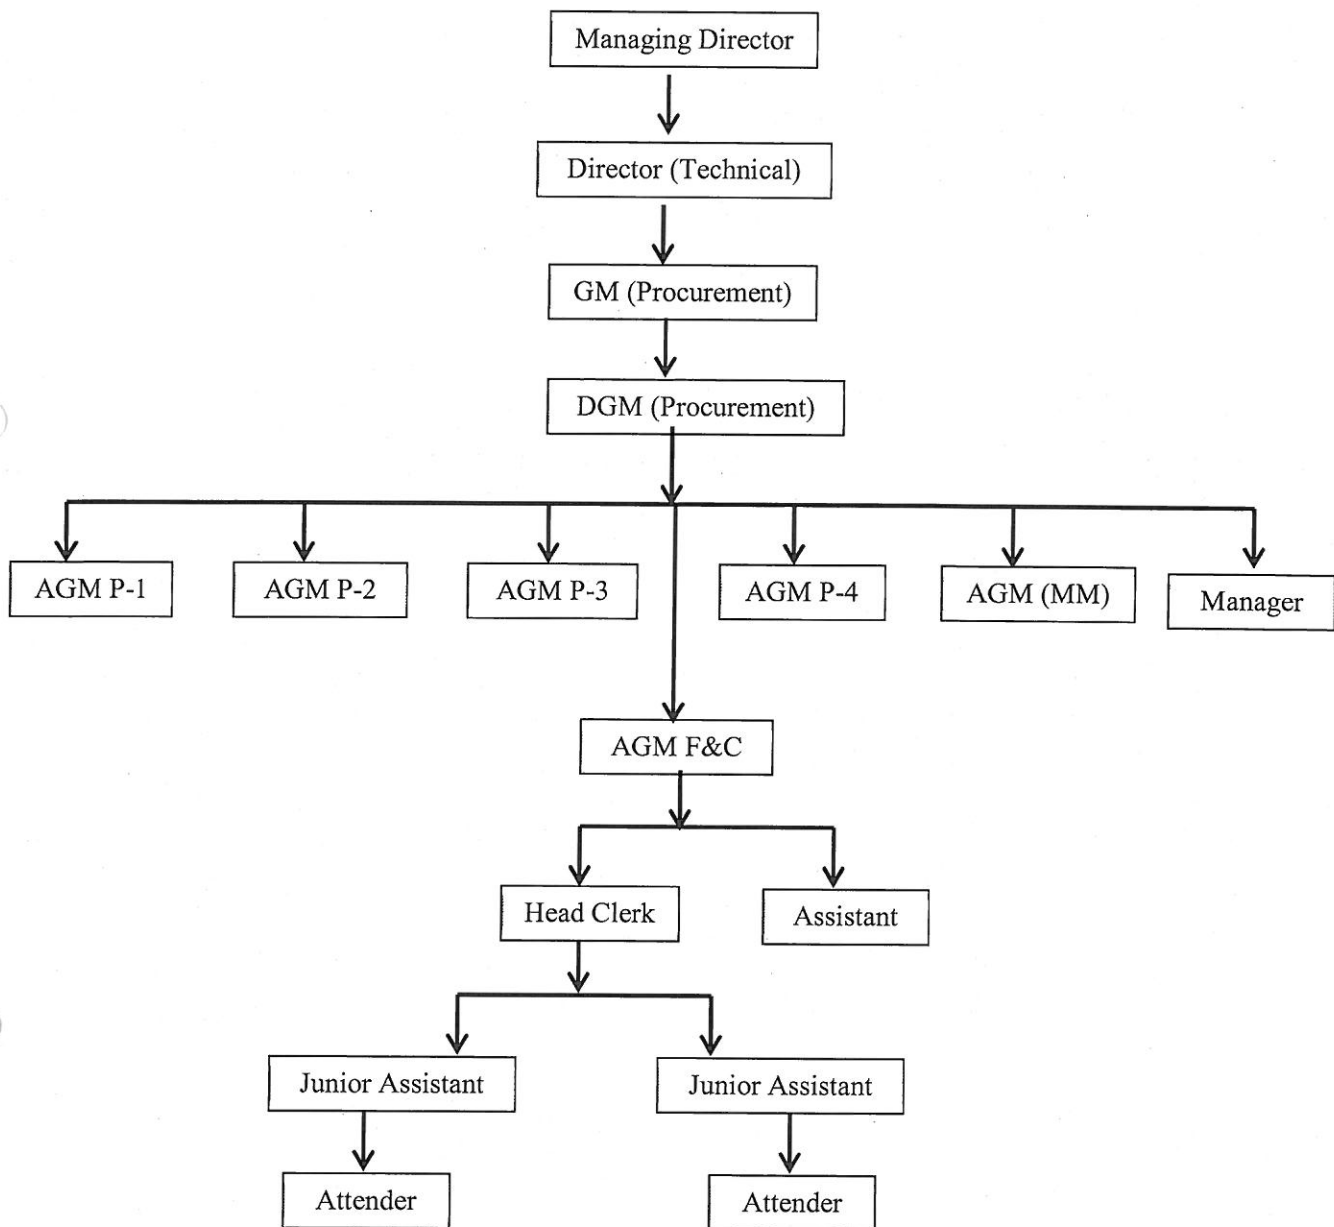 Managing Director
Director (Technical)
GM (Procurement)
DGM (Procurement)
AGM P-1
AGM P-2
AGM P-3
AGM P-4
AGM (MM)
Manager
AGM F&C
Head Clerk
Assistant
Junior Assistant
Junior Assistant
Attender
Attender